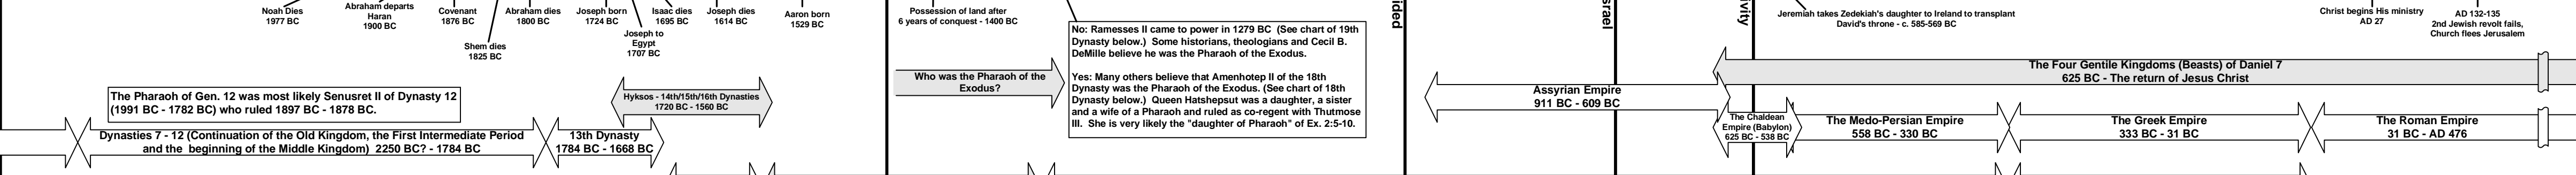 Noah Dies
1977 BC
Abraham departs
Haran
1900 BC
Covenant
1876 BC
Shem dies
1825 BC
Abraham dies
1800 BC
Joseph born
1724 BC
Joseph to
Egypt
1707 BC
Isaac dies
1695 BC
Joseph dies
1614 BC
Aaron born
1529 BC
Possession of land after
6 years of conquest - 1400 BC
No: Ramesses II came to power in 1279 BC (See chart of 19th
Dynasty below.) Some historians, theologians and Cecil B.
DeMille believe he was the Pharaoh of the Exodus.
Yes: Many others believe that Amenhotep II of the 18th
Dynasty was the Pharaoh of the Exodus. (See chart of 18th
Dynasty below.) Queen Hatshepsut was a daughter, a sister
and a wife of a Pharaoh and ruled as co-regent with Thutmose
III. She is very likely the "daughter of Pharaoh" of Ex. 2:5-10.
Who was the Pharaoh of the
Exodus?
ided
srael
ivity
Jeremiah takes Zedekiah's daughter to Ireland to transplant
David's throne - c. 585-569 BC
Christ begins His ministry
AD 27
AD 132-135
2nd Jewish revolt fails,
Church flees Jerusalem
The Four Gentile Kingdoms (Beasts) of Daniel 7
625 BC - The return of Jesus Christ
The Pharaoh of Gen. 12 was most likely Senusret II of Dynasty 12
(1991 BC - 1782 BC) who ruled 1897 BC - 1878 BC.
Hyksos - 14th/15th/16th Dynasties
1720 BC - 1560 BC
Assyrian Empire
911 BC - 609 BC
Dynasties 7 - 12 (Continuation of the Old Kingdom, the First Intermediate Period
and the beginning of the Middle Kingdom) 2250 BC? - 1784 BC
13th Dynasty
1784 BC - 1668 BC
The Chaldean
Empire (Babylon)
625 BC - 538 BC
The Medo-Persian Empire
558 BC - 330 BC
The Greek Empire
333 BC - 31 BC
The Roman Empire
31 BC - AD 476